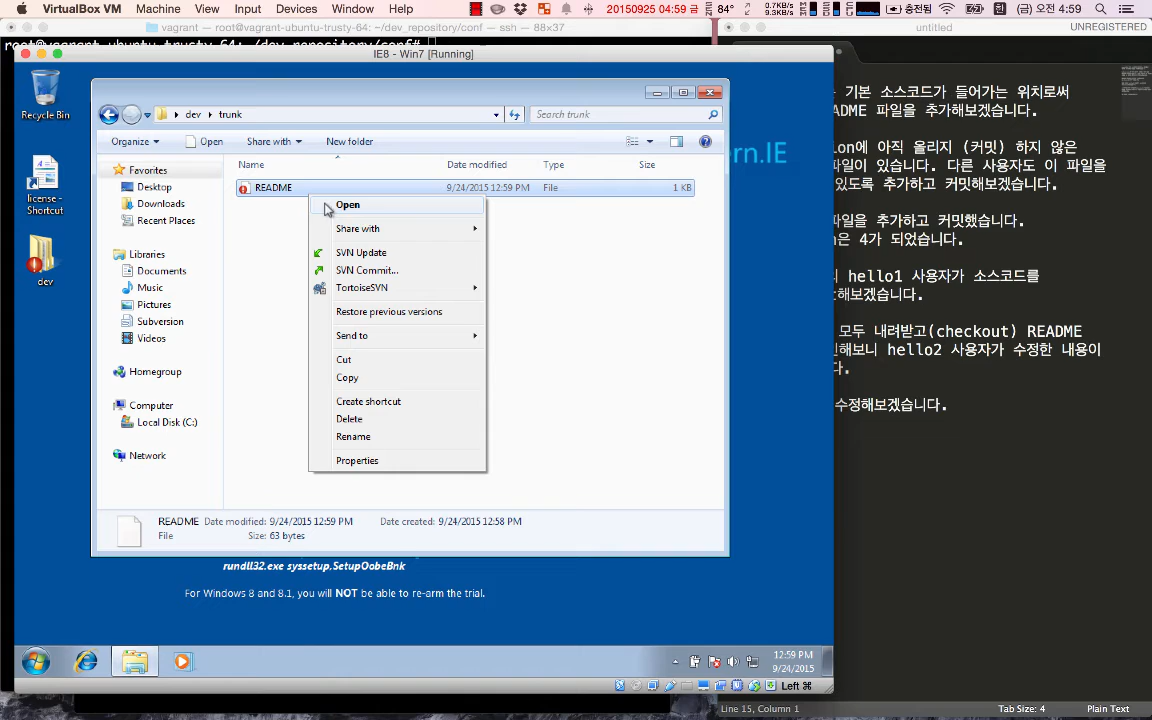 VirtualBox VM Machine View Input Devices Window Help
20150925 04:59 금 84° 0.7KB/s 9.3KB/s 충전됨 (금) 오전 4:59
vagrant — root@vagrant-ubuntu-trusty-64: ~/dev_repository/conf — ssh — 88x37
untitled
UNREGISTERED
root@vagrant-ubuntu-trusty-64: ~/dev_repository/conf#
IE8 - Win7 [Running]
Recycle Bin
license - Shortcut
dev
dev trunk
Search trunk
Organize Open Share with New folder
Favorites
Desktop
Downloads
Recent Places
Libraries
Documents
Music
Pictures
Subversion
Videos
Homegroup
Computer
Local Disk (C:)
Network
Name Date modified Type Size
README 9/24/2015 12:59 PM File 1 KB
Open
Share with
SVN Update
SVN Commit...
TortoiseSVN
Restore previous versions
Send to
Cut
Copy
Create shortcut
Delete
Rename
Properties
README Date modified: 9/24/2015 12:59 PM Date created: 9/24/2015 12:58 PM
File Size: 63 bytes
rn.IE
rundll32.exe syssetup.SetupOobeBnk
For Windows 8 and 8.1, you will NOT be able to re-arm the trial.
12:59 PM
9/24/2015
Left ⌘
기본 소스코드가 들어가는 위치로써
ADME 파일을 추가해보겠습니다.
ion에 아직 올리지 (커밋) 하지 않은
파일이 있습니다. 다른 사용자도 이 파일을
있도록 추가하고 커밋해보겠습니다.
파일을 추가하고 커밋했습니다.
은 4가 되었습니다.
hello1 사용자가 소스코드를
해보겠습니다.
모두 내려받고(checkout) README
인해보니 hello2 사용자가 수정한 내용이
다.
수정해보겠습니다.
Line 15, Column 1
Tab Size: 4
Plain Text